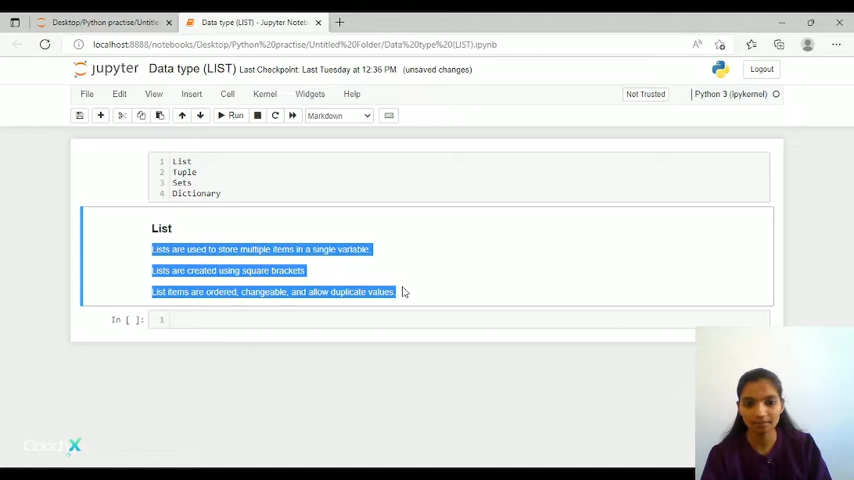 Desktop/Python practise/Untitle
Data type (LIST) - Jupyter Noteb
localhost:8888/notebooks/Desktop/Python%20practise/Untitled%20Folder/Data%20type%20(LIST).ipynb
jupyter Data type (LIST) Last Checkpoint: Last Tuesday at 12:36 PM (unsaved changes)
Logout
File Edit View Insert Cell Kernel Widgets Help
Not Trusted
Python 3 (ipykernel)
Run
Markdown
1 List
2 Tuple
3 Sets
4 Dictionary
List
Lists are used to store multiple items in a single variable.
Lists are created using square brackets
List items are ordered, changeable, and allow duplicate values.
In [ ]: 1
CoachX